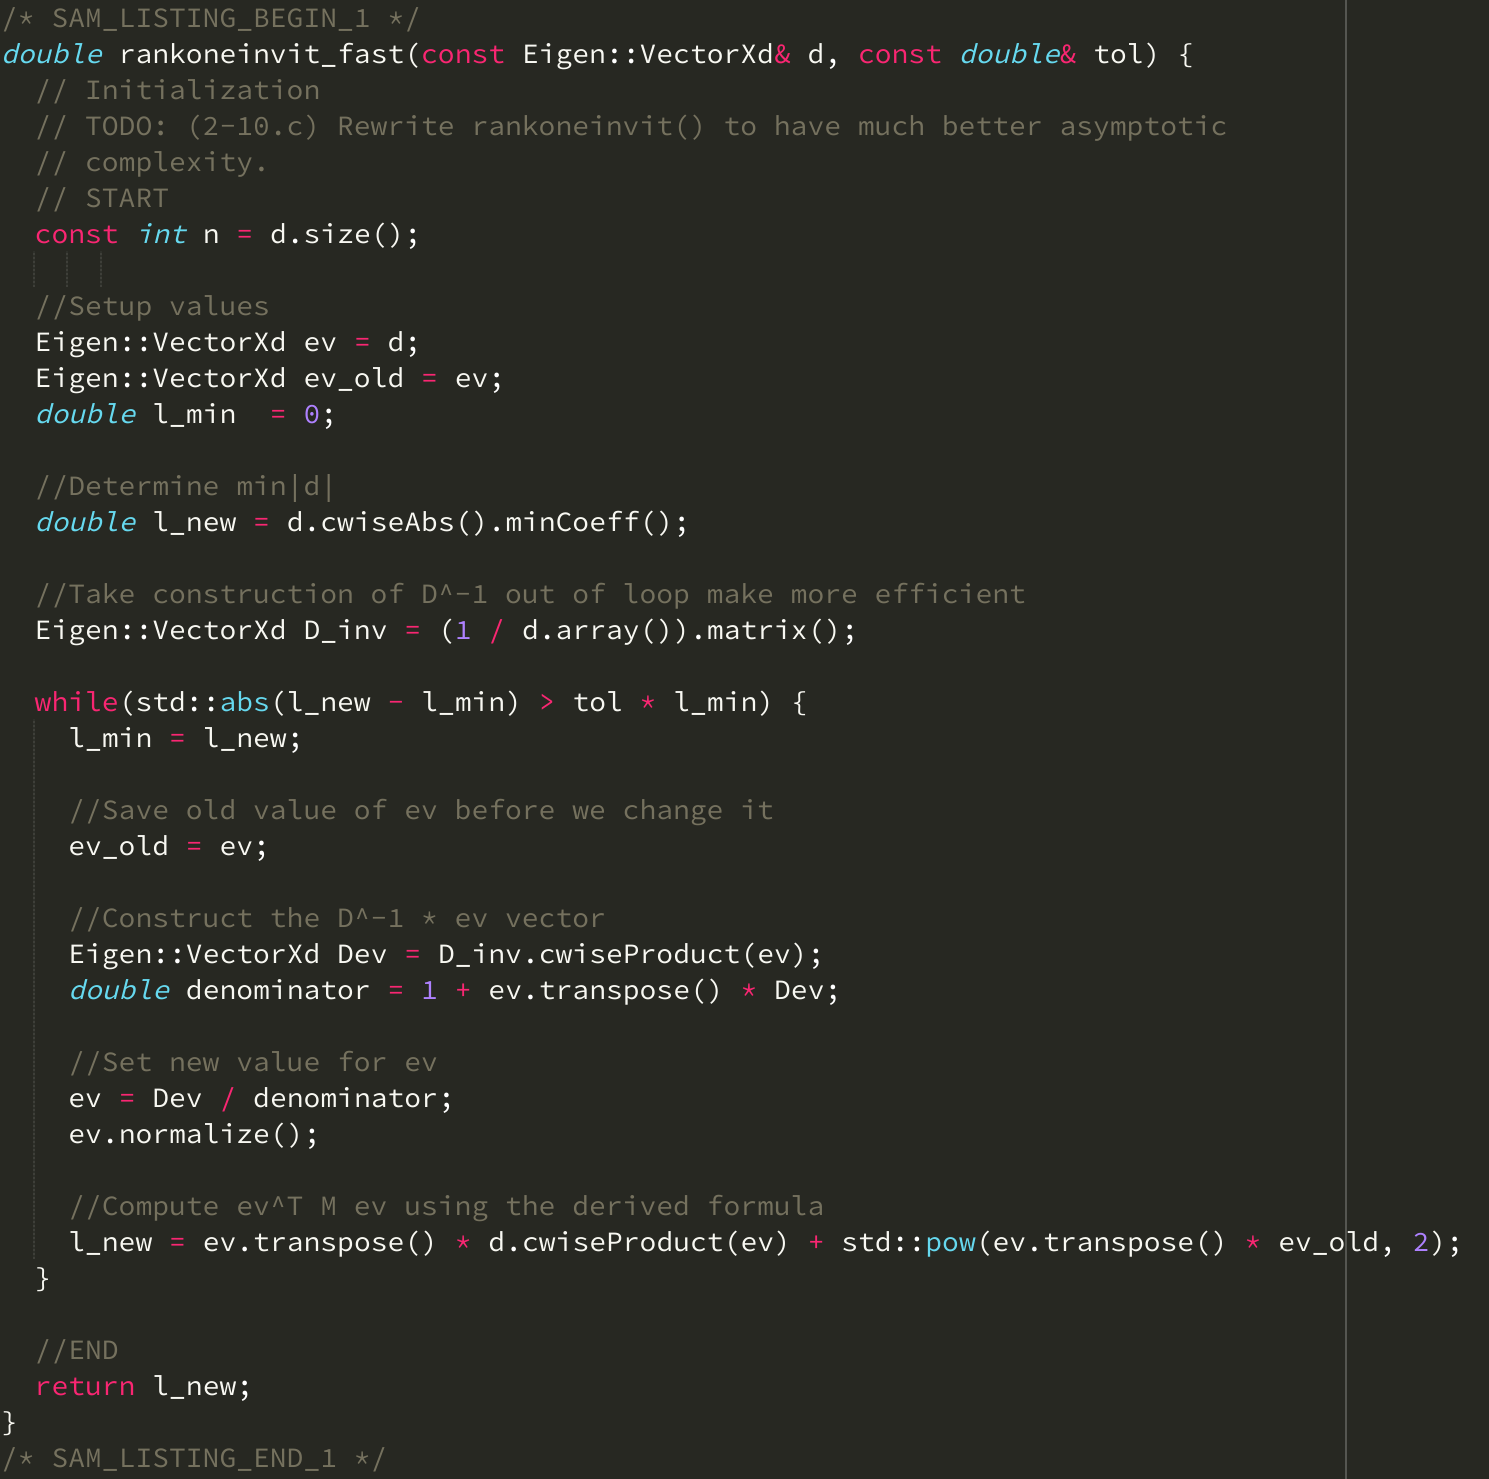 /* SAM_LISTING_BEGIN_1 */
double rankoneinvit_fast(const Eigen::VectorXd& d, const double& tol) {
  // Initialization
  // TODO: (2-10.c) Rewrite rankoneinvit() to have much better asymptotic
  // complexity.
  // START
  const int n = d.size();

  //Setup values
  Eigen::VectorXd ev = d;
  Eigen::VectorXd ev_old = ev;
  double l_min  = 0;

  //Determine min|d|
  double l_new = d.cwiseAbs().minCoeff();

  //Take construction of D^-1 out of loop make more efficient
  Eigen::VectorXd D_inv = (1 / d.array()).matrix();

  while(std::abs(l_new - l_min) > tol * l_min) {
    l_min = l_new;

    //Save old value of ev before we change it
    ev_old = ev;

    //Construct the D^-1 * ev vector
    Eigen::VectorXd Dev = D_inv.cwiseProduct(ev);
    double denominator = 1 + ev.transpose() * Dev;

    //Set new value for ev
    ev = Dev / denominator;
    ev.normalize();

    //Compute ev^T M ev using the derived formula
    l_new = ev.transpose() * d.cwiseProduct(ev) + std::pow(ev.transpose() * ev_old, 2);
  }

  //END
  return l_new;
}
/* SAM_LISTING_END_1 */